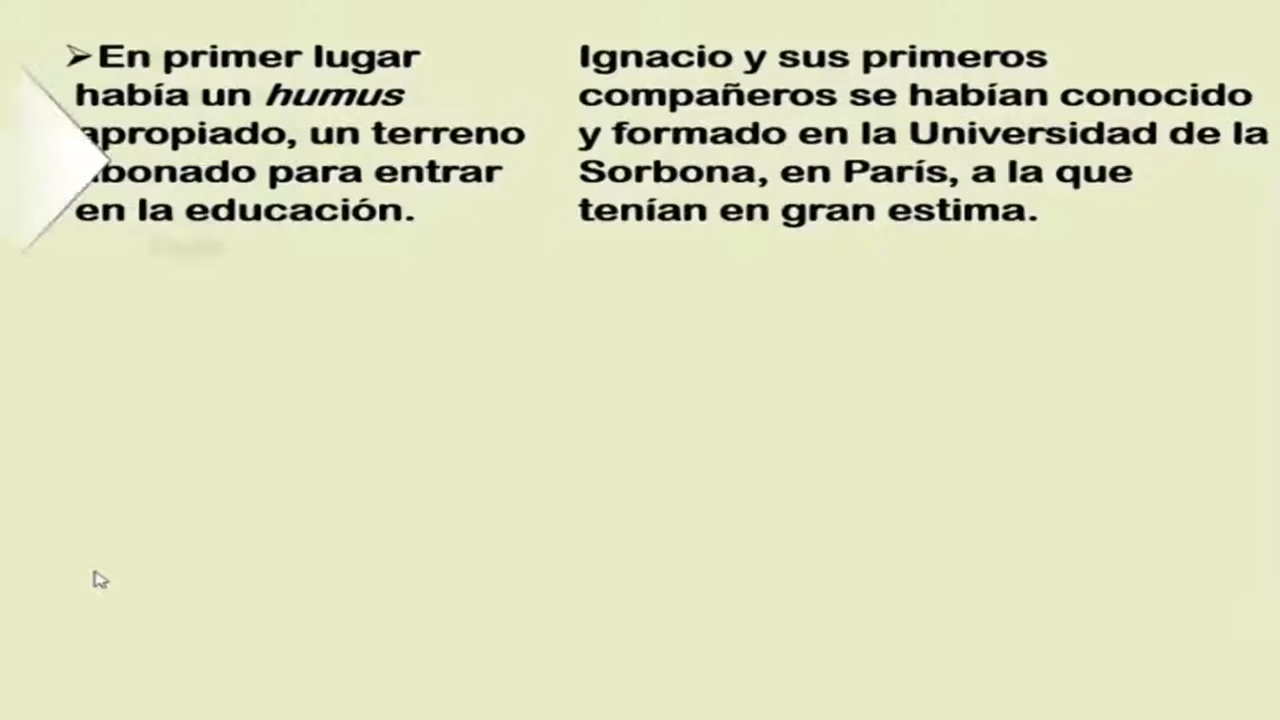 ➢En primer lugar
había un humus
apropiado, un terreno
abonado para entrar
en la educación.
Ignacio y sus primeros
compañeros se habían conocido
y formado en la Universidad de la
Sorbona, en París, a la que
tenían en gran estima.